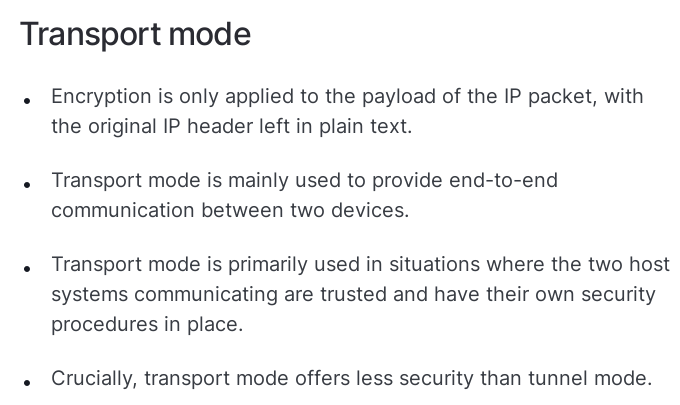 Transport mode
• Encryption is only applied to the payload of the IP packet, with
the original IP header left in plain text.
• Transport mode is mainly used to provide end-to-end
communication between two devices.
• Transport mode is primarily used in situations where the two host
systems communicating are trusted and have their own security
procedures in place.
• Crucially, transport mode offers less security than tunnel mode.